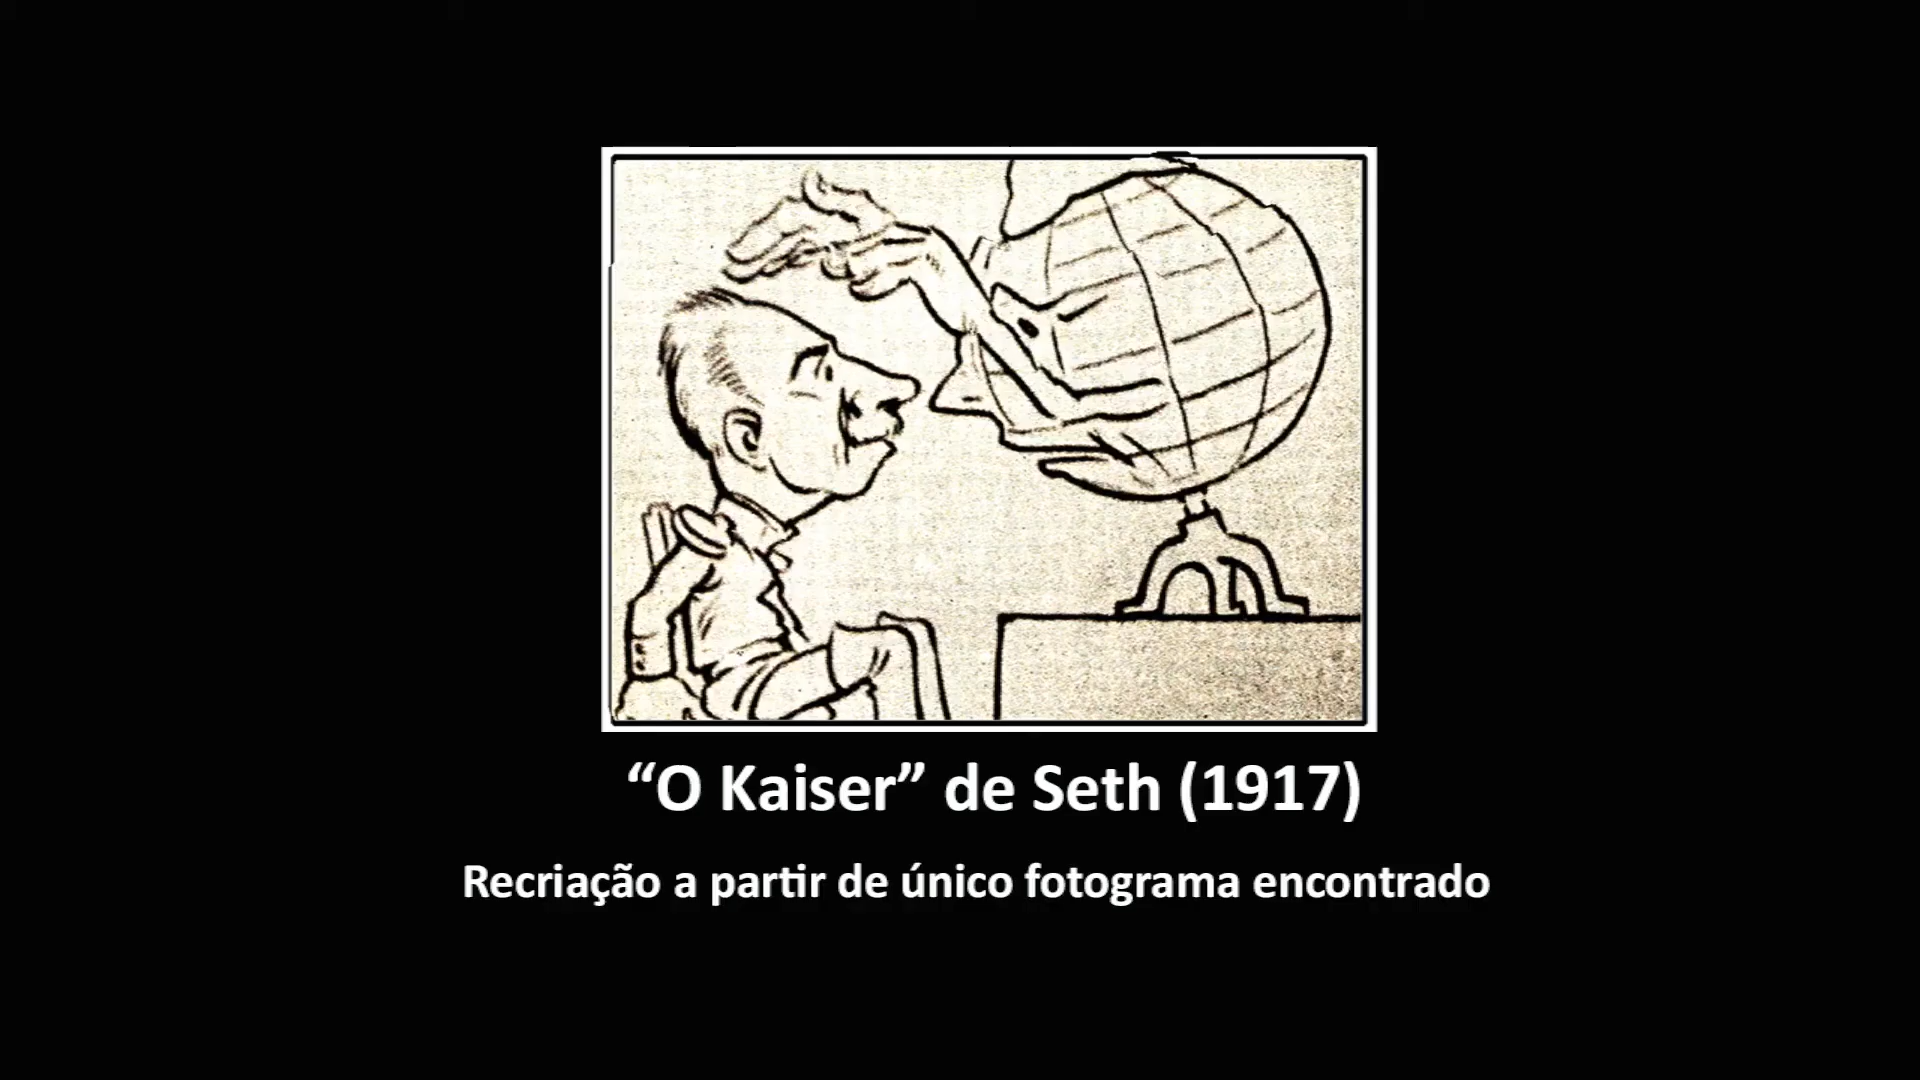 “O Kaiser” de Seth (1917)
Recriação a partir de único fotograma encontrado